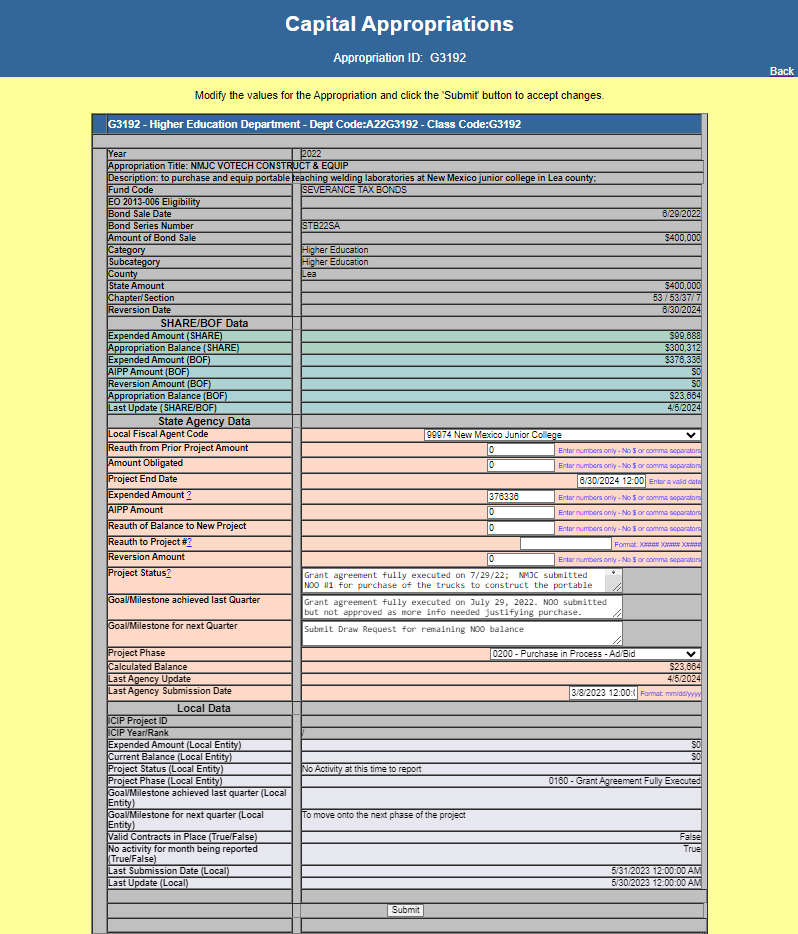 Capital Appropriations
Appropriation ID: G3192
Back
Modify the values for the Appropriation and click the 'Submit' button to accept changes.
G3192 - Higher Education Department - Dept Code:A22G3192 - Class Code:G3192
Year 2022
Appropriation Title: NMJC VOTECH CONSTRUCT & EQUIP
Description: to purchase and equip portable teaching welding laboratories at New Mexico junior college in Lea county;
Fund Code SEVERANCE TAX BONDS
EO 2013-006 Eligibility
Bond Sale Date 6/29/2022
Bond Series Number STB22SA
Amount of Bond Sale $400,000
Category Higher Education
Subcategory Higher Education
County Lea
State Amount $400,000
Chapter/Section 53 / 53/37/ 7
Reversion Date 6/30/2024
SHARE/BOF Data
Expended Amount (SHARE) $99,688
Appropriation Balance (SHARE) $300,312
Expended Amount (BOF) $376,336
AIPP Amount (BOF) $0
Reversion Amount (BOF) $0
Appropriation Balance (BOF) $23,664
Last Update (SHARE/BOF) 4/5/2024
State Agency Data
Local Fiscal Agent Code 99974 New Mexico Junior College
Reauth from Prior Project Amount 0 Enter numbers only - No $ or comma separators
Amount Obligated 0 Enter numbers only - No $ or comma separators
Project End Date 6/30/2024 12:00 Enter a valid date
Expended Amount ? 376336 Enter numbers only - No $ or comma separators
AIPP Amount 0 Enter numbers only - No $ or comma separators
Reauth of Balance to New Project 0 Enter numbers only - No $ or comma separators
Reauth to Project #? Format: X#### X#### X####
Reversion Amount 0 Enter numbers only - No $ or comma separators
Project Status? Grant agreement fully executed on 7/29/22; NMJC submitted
NOO #1 for purchase of the trucks to construct the portable
Goal/Milestone achieved last Quarter Grant agreement fully executed on July 29, 2022. NOO submitted
but not approved as more info needed justifying purchase.
Goal/Milestone for next Quarter Submit Draw Request for remaining NOO balance
Project Phase 0200 - Purchase in Process - Ad/Bid
Calculated Balance $23,664
Last Agency Update 4/5/2024
Last Agency Submission Date 3/8/2023 12:00:( Format: mm/dd/yyyy
Local Data
ICIP Project ID
ICIP Year/Rank /
Expended Amount (Local Entity) $0
Current Balance (Local Entity) $0
Project Status (Local Entity) No Activity at this time to report
Project Phase (Local Entity) 0160 - Grant Agreement Fully Executed
Goal/Milestone achieved last quarter (Local
Entity)
Goal/Milestone for next quarter (Local To move onto the next phase of the project
Entity)
Valid Contracts in Place (True/False) False
No activity for month being reported True
(True/False)
Last Submission Date (Local) 5/31/2023 12:00:00 AM
Last Update (Local) 5/30/2023 12:00:00 AM
Submit